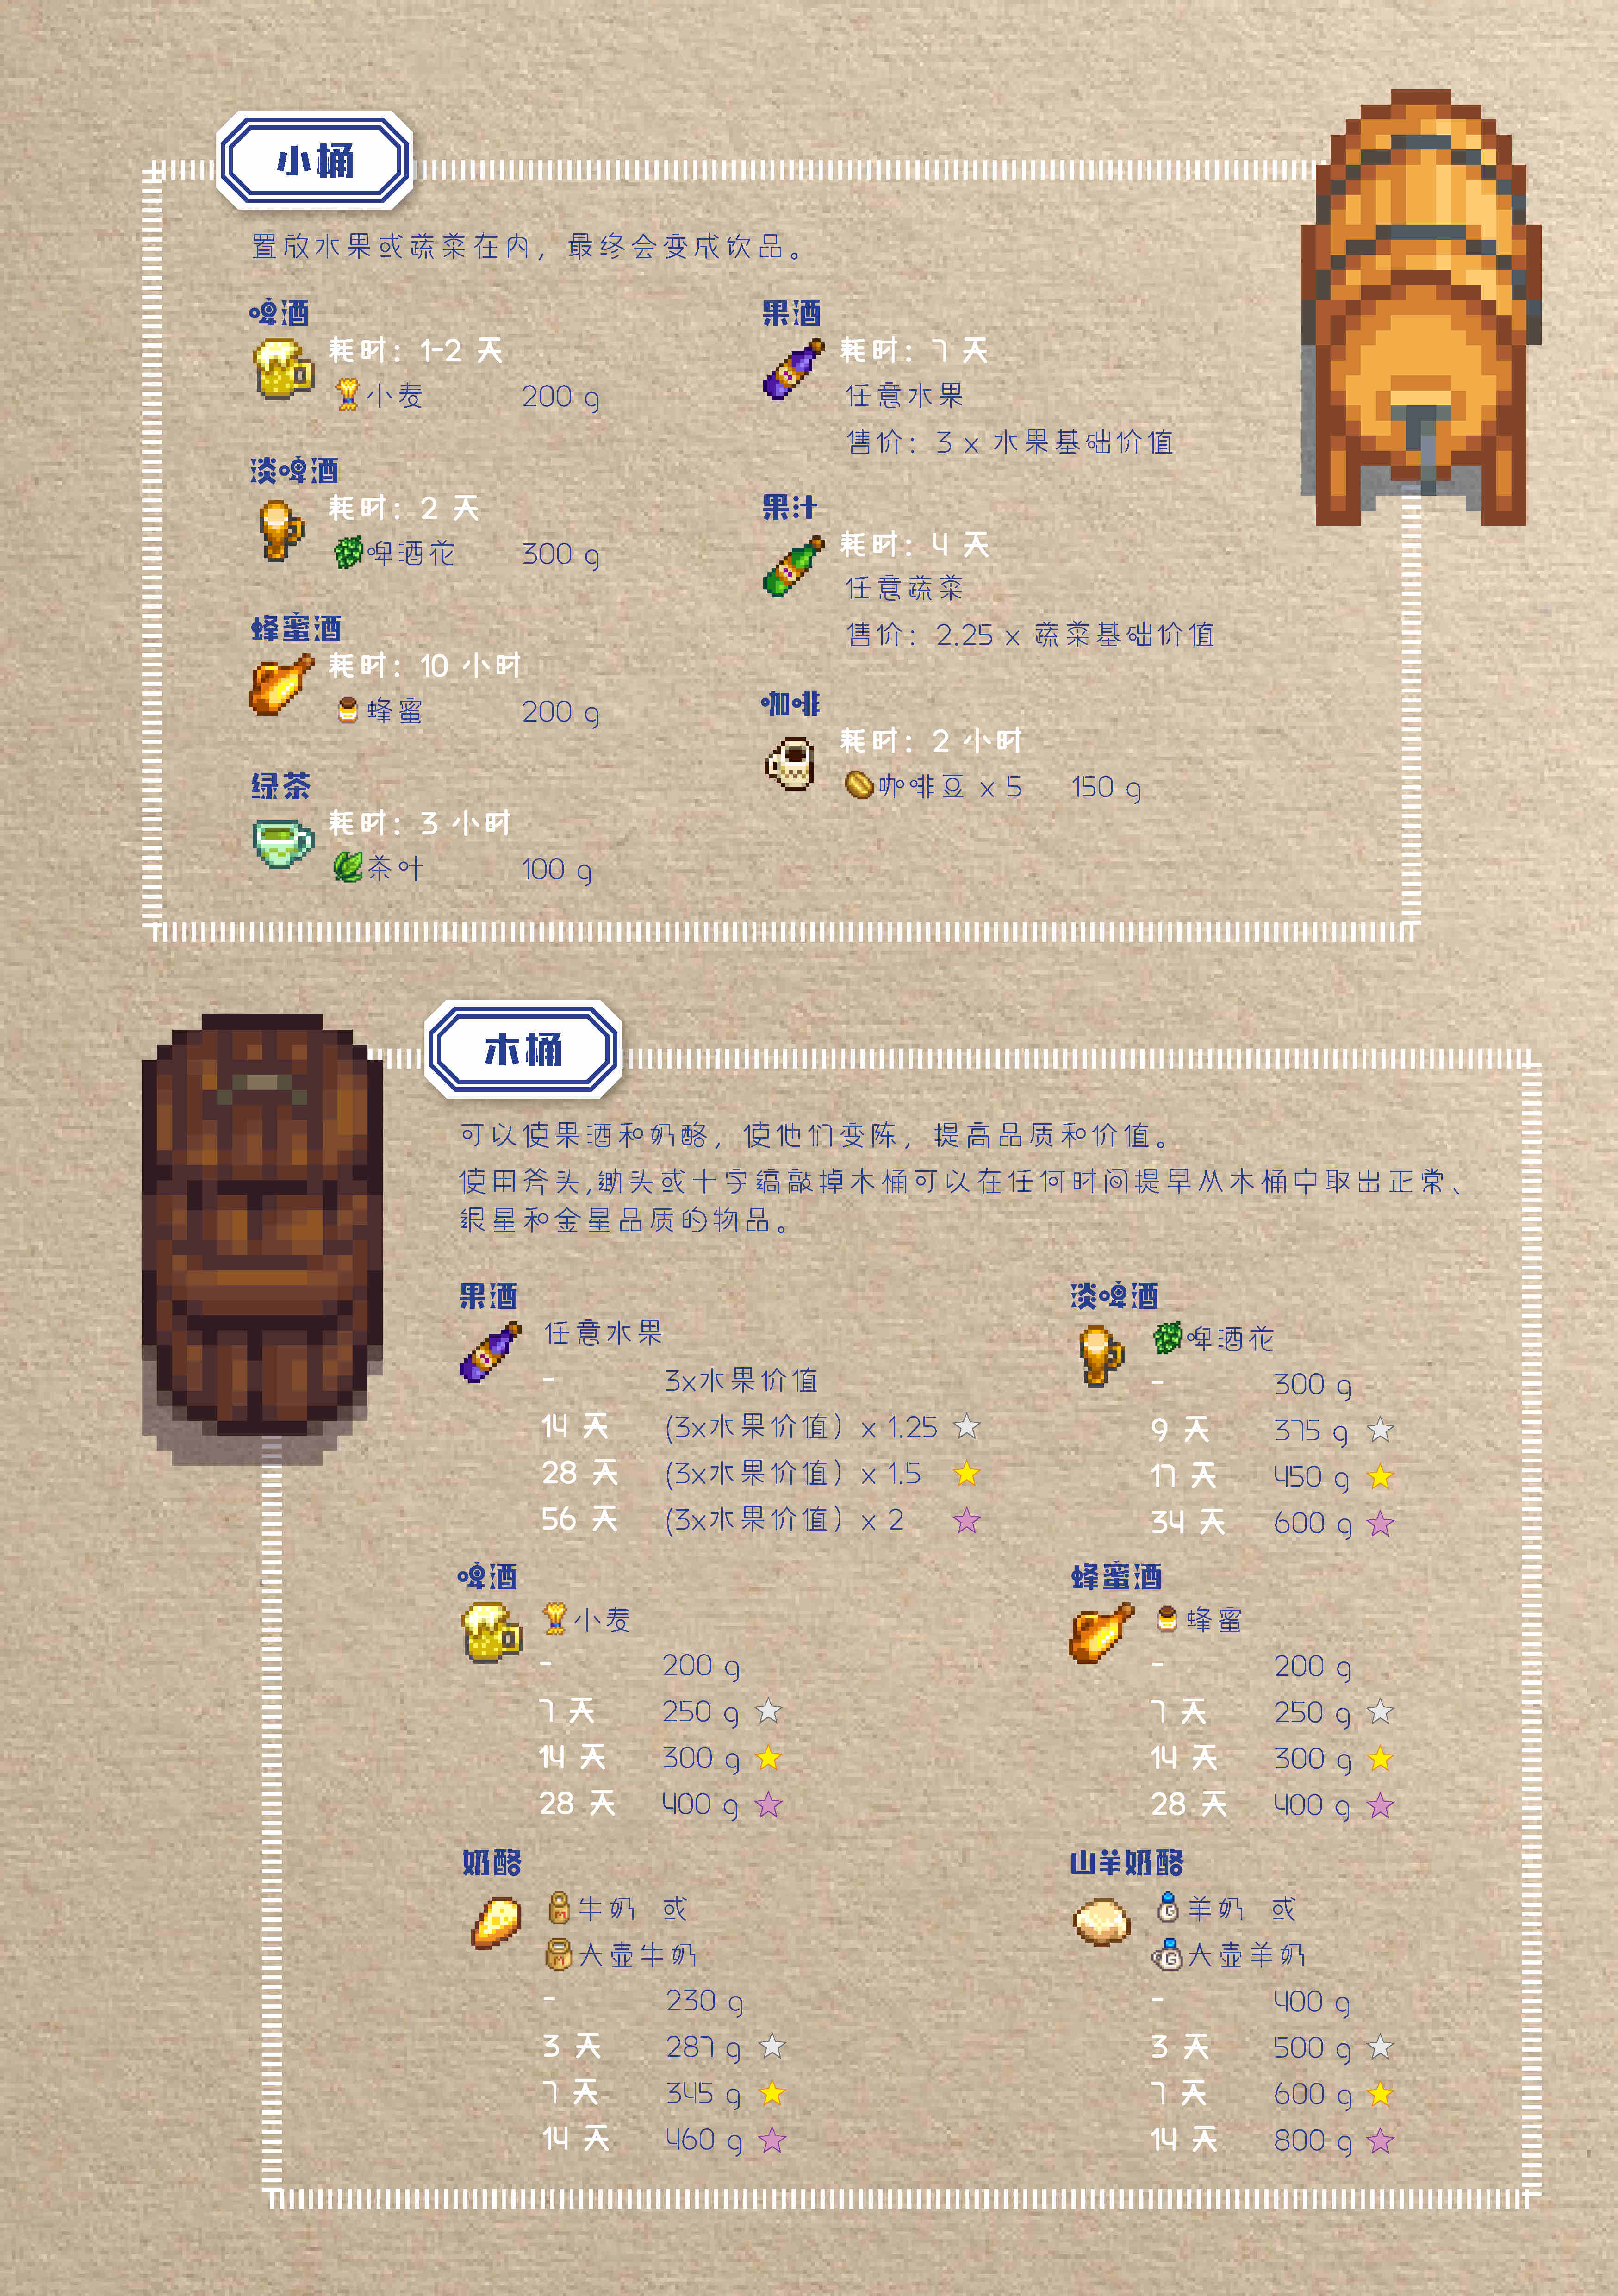 小桶
置放水果或蔬菜在内，最终会变成饮品。
啤酒
耗时：1-2 天
小麦 200 g
淡啤酒
耗时：2 天
啤酒花 300 g
蜂蜜酒
耗时：10 小时
蜂蜜 200 g
绿茶
耗时：3 小时
茶叶 100 g
果酒
耗时：7 天
任意水果
售价：3 x 水果基础价值
果汁
耗时：4 天
任意蔬菜
售价：2.25 x 蔬菜基础价值
咖啡
耗时：2 小时
咖啡豆 x 5 150 g
木桶
可以使果酒和奶酪，使他们变陈，提高品质和价值。
使用斧头,锄头或十字镐敲掉木桶可以在任何时间提早从木桶中取出正常、
银星和金星品质的物品。
果酒
任意水果
- 3x水果价值
14 天 (3x水果价值）x 1.25
28 天 (3x水果价值）x 1.5
56 天 (3x水果价值）x 2
淡啤酒
啤酒花
- 300 g
9 天 375 g
17 天 450 g
34 天 600 g
啤酒
小麦
- 200 g
7 天 250 g
14 天 300 g
28 天 400 g
蜂蜜酒
蜂蜜
- 200 g
7 天 250 g
14 天 300 g
28 天 400 g
奶酪
牛奶 或
大壶牛奶
- 230 g
3 天 287 g
7 天 345 g
14 天 460 g
山羊奶酪
羊奶 或
大壶羊奶
- 400 g
3 天 500 g
7 天 600 g
14 天 800 g